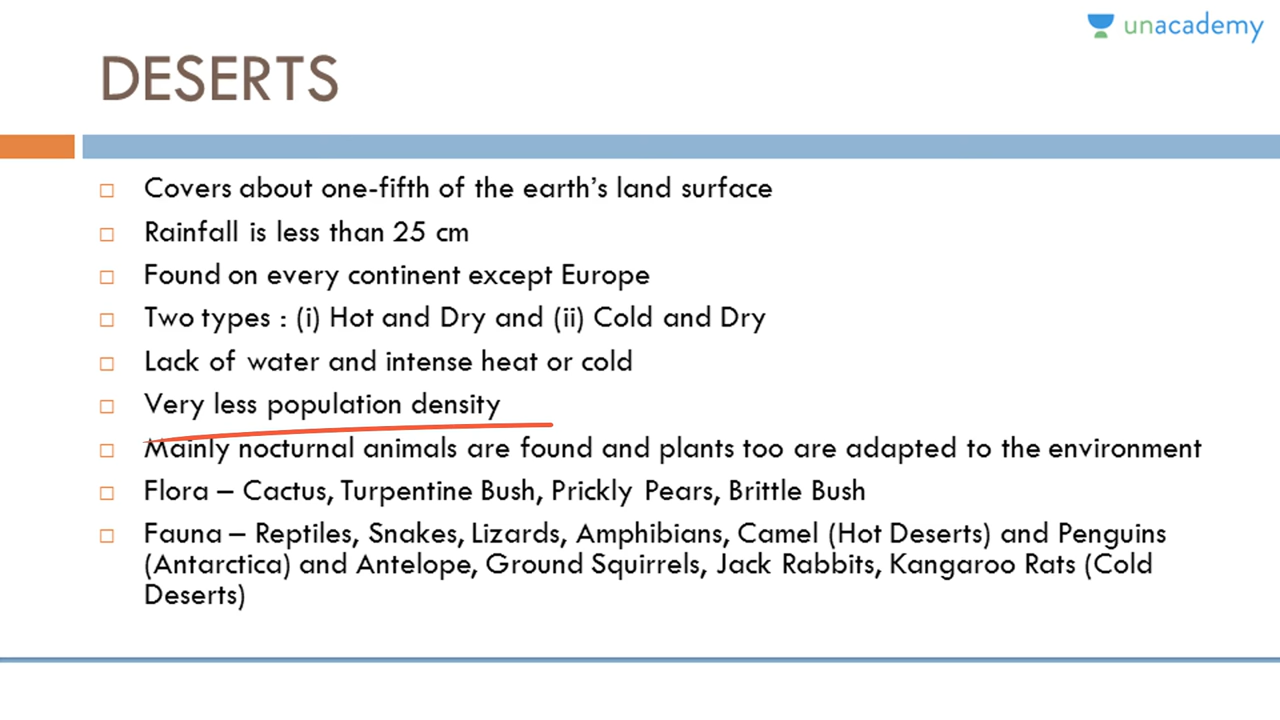 unacademy
DESERTS
Covers about one-fifth of the earth's land surface
Rainfall is less than 25 cm
Found on every continent except Europe
Two types : (i) Hot and Dry and (ii) Cold and Dry
Lack of water and intense heat or cold
Very less population density
Mainly nocturnal animals are found and plants too are adapted to the environment
Flora – Cactus, Turpentine Bush, Prickly Pears, Brittle Bush
Fauna – Reptiles, Snakes, Lizards, Amphibians, Camel (Hot Deserts) and Penguins
(Antarctica) and Antelope, Ground Squirrels, Jack Rabbits, Kangaroo Rats (Cold
Deserts)